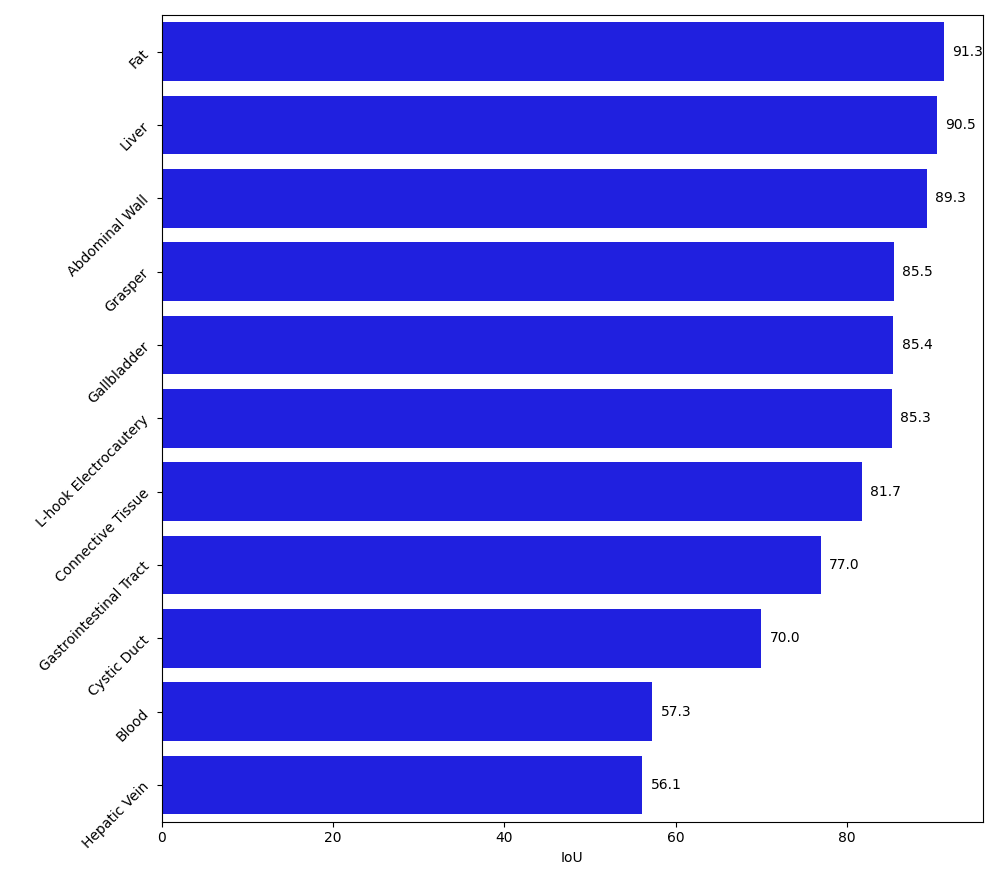 Fat 91.3
Liver 90.5
Abdominal Wall 89.3
Grasper 85.5
Gallbladder 85.4
L-hook Electrocautery 85.3
Connective Tissue 81.7
Gastrointestinal Tract 77.0
Cystic Duct 70.0
Blood 57.3
Hepatic Vein 56.1
0 20 40 60 80
IoU